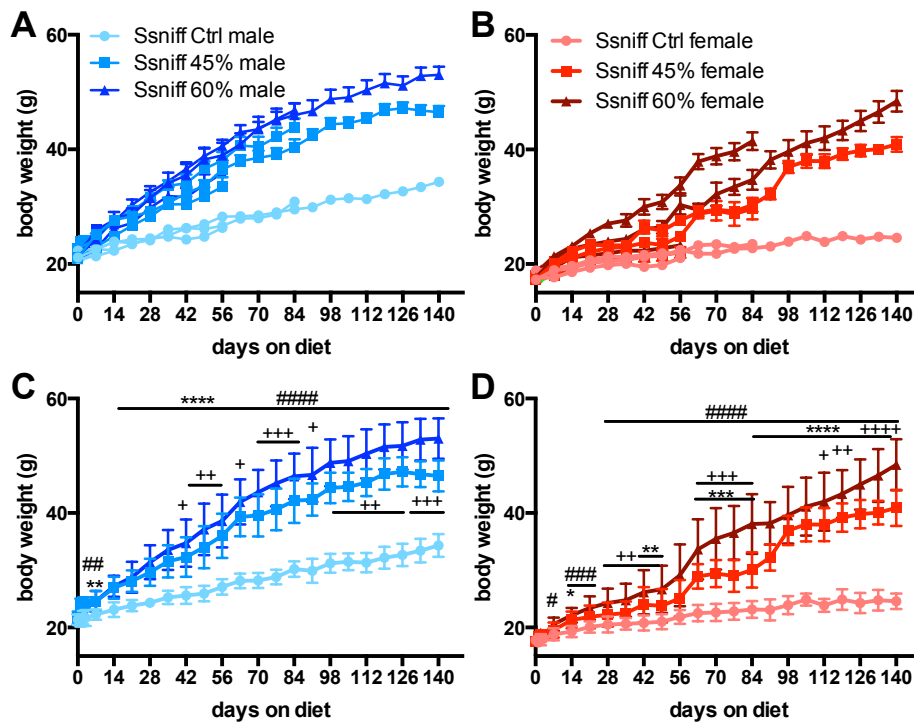 A
60
Ssniff Ctrl male
Ssniff 45% male
Ssniff 60% male
body weight (g)
40
20
0 14 28 42 56 70 84 98 112 126 140
days on diet
B
60
Ssniff Ctrl female
Ssniff 45% female
Ssniff 60% female
body weight (g)
40
20
0 14 28 42 56 70 84 98 112 126 140
days on diet
C
60
**** ####
+++ +
++ +
+
body weight (g)
40
++ +++
##
**
20
0 14 28 42 56 70 84 98 112 126 140
days on diet
D
60
####
**** ++++
+ ++
+++
***
body weight (g)
40
++ **
###
# *
20
0 14 28 42 56 70 84 98 112 126 140
days on diet